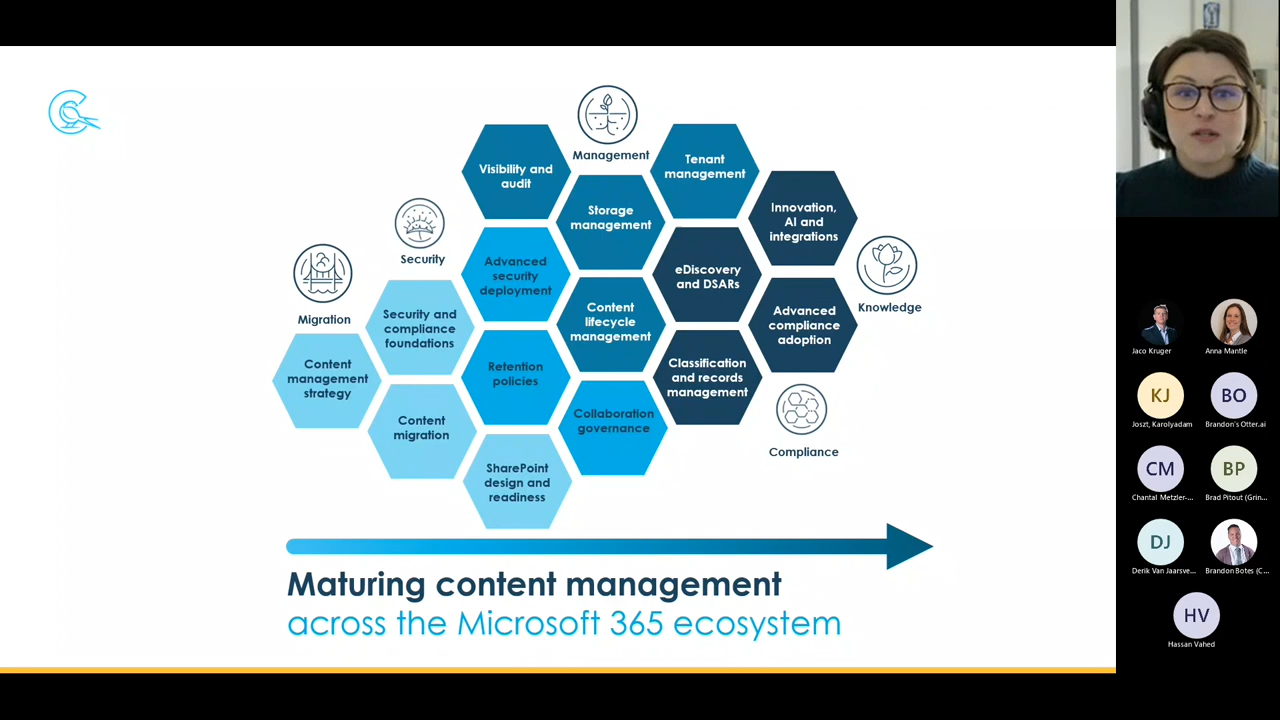 Management
Visibility and
audit
Tenant
management
Storage
management
Innovation,
AI and
integrations
Security
Advanced
security
deployment
eDiscovery
and DSARs
Migration
Knowledge
Security and
compliance
foundations
Content
lifecycle
management
Advanced
compliance
adoption
Content
management
strategy
Retention
policies
Classification
and records
management
Content
migration
Collaboration
governance
Compliance
SharePoint
design and
readiness
Maturing content management
across the Microsoft 365 ecosystem
Jaco Kruger
Anna Mantle
KJ
Joszt, Karolyadam
BO
Brandon's Otter.ai
CM
Chantal Metzler-...
BP
Brad Pitout (Grin...
DJ
Derik Van Jaarsve...
Brandon Botes (C...
HV
Hassan Vahed